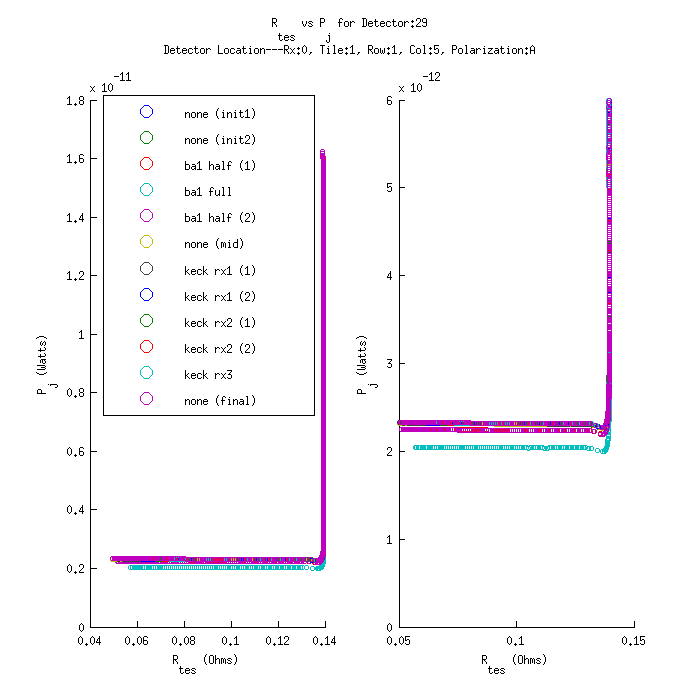 R    vs P  for Detector:29
tes     j
Detector Location---Rx:0, Tile:1, Row:1, Col:5, Polarization:A
x 10^-11
1.8
1.6
1.4
1.2
1
0.8
0.6
0.4
0.2
0
P_j (Watts)
none (init1)
none (init2)
ba1 half (1)
ba1 full
ba1 half (2)
none (mid)
keck rx1 (1)
keck rx1 (2)
keck rx2 (1)
keck rx2 (2)
keck rx3
none (final)
0.04 0.06 0.08 0.1 0.12 0.14
R_tes (Ohms)
x 10^-12
6
5
4
3
2
1
0
P_j (Watts)
0.05 0.1 0.15
R_tes (Ohms)